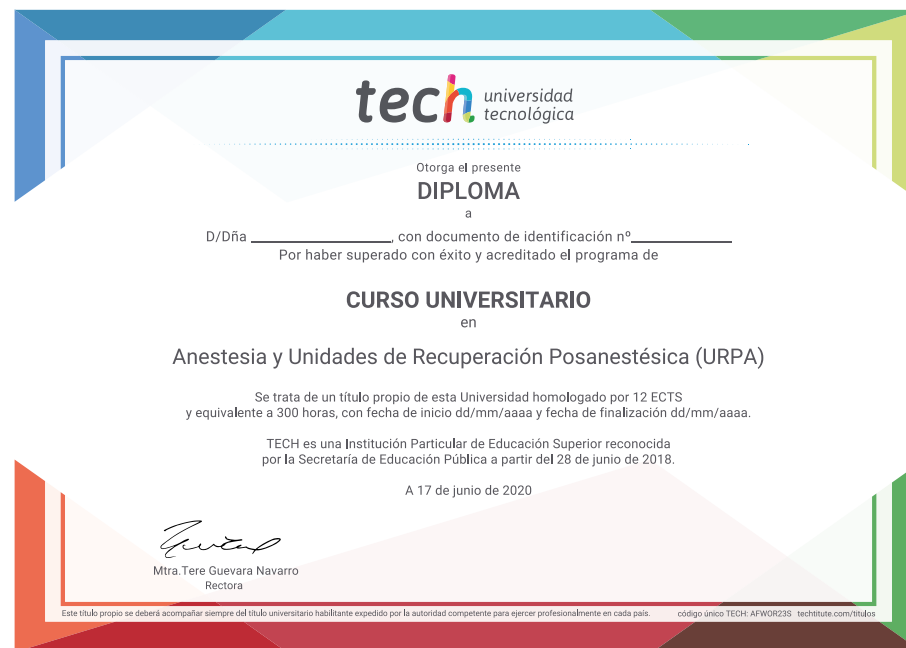 tech universidad
tecnológica
Otorga el presente
DIPLOMA
a
D/Dña ____________, con documento de identificación nº____________
Por haber superado con éxito y acreditado el programa de
CURSO UNIVERSITARIO
en
Anestesia y Unidades de Recuperación Posanestésica (URPA)
Se trata de un título propio de esta Universidad homologado por 12 ECTS
y equivalente a 300 horas, con fecha de inicio dd/mm/aaaa y fecha de finalización dd/mm/aaaa.
TECH es una Institución Particular de Educación Superior reconocida
por la Secretaría de Educación Pública a partir del 28 de junio de 2018.
A 17 de junio de 2020
Mtra.Tere Guevara Navarro
Rectora
Este título propio se deberá acompañar siempre del título universitario habilitante expedido por la autoridad competente para ejercer profesionalmente en cada país. código único TECH: AFWOR23S techtitute.com/titulos